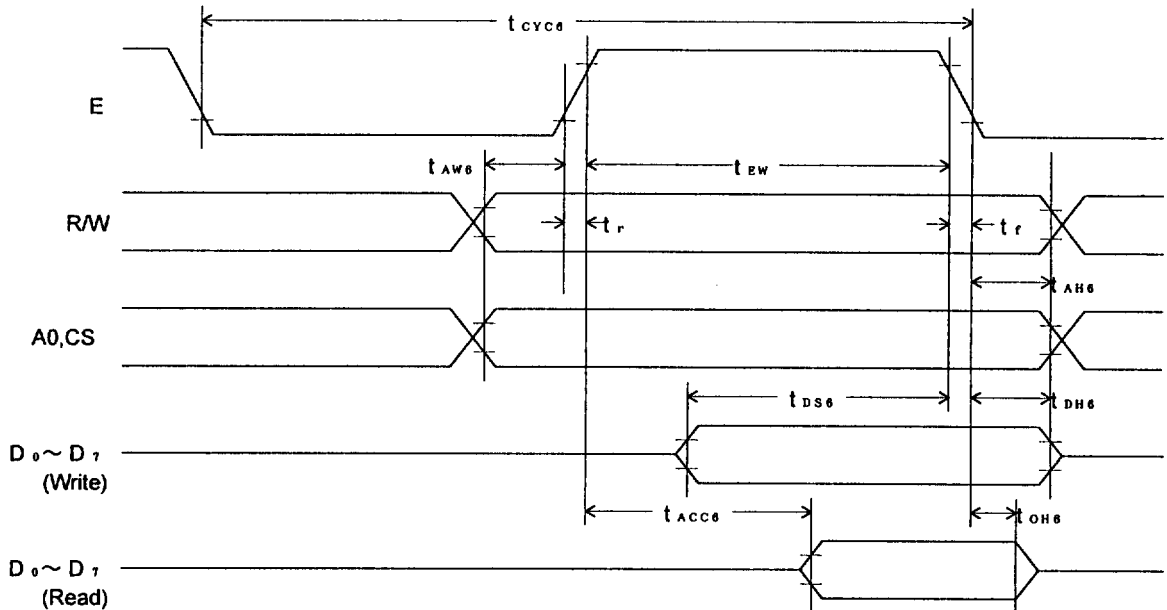 t CYC6
E
t AW6
t EW
R/W
t r
t f
t AH6
A0,CS
t DS6
t DH6
D 0～D 7
(Write)
t ACC6
t OH6
D 0～D 7
(Read)